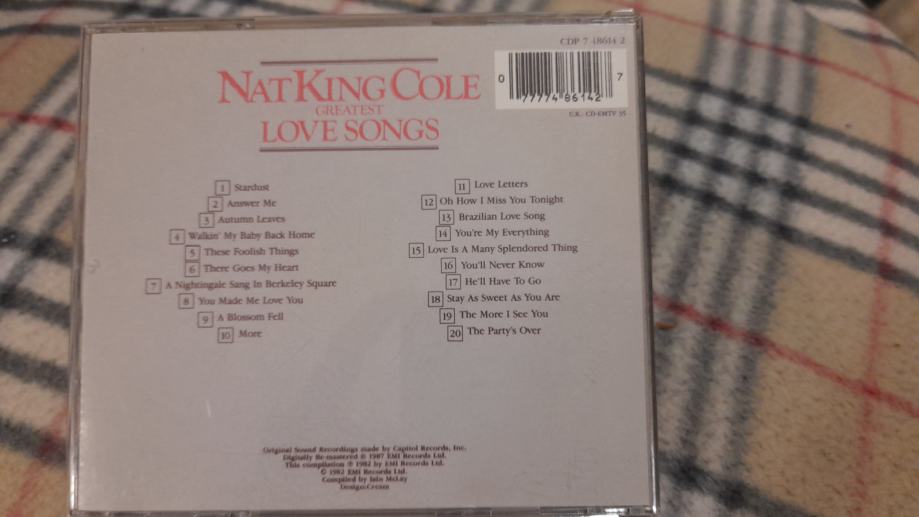 CDP 7 48614 2
0 77774 86142 7
U.K. CD-EMTV 35
NAT KING COLE
GREATEST
LOVE SONGS
1 Stardust
2 Answer Me
3 Autumn Leaves
4 Walkin' My Baby Back Home
5 These Foolish Things
6 There Goes My Heart
7 A Nightingale Sang In Berkeley Square
8 You Made Me Love You
9 A Blossom Fell
10 More
11 Love Letters
12 Oh How I Miss You Tonight
13 Brazilian Love Song
14 You're My Everything
15 Love Is A Many Splendored Thing
16 You'll Never Know
17 He'll Have To Go
18 Stay As Sweet As You Are
19 The More I See You
20 The Party's Over
Original Sound Recordings made by Capitol Records, Inc.
Digitally Re-mastered ℗ 1987 EMI Records Ltd.
This compilation ℗ 1982 by EMI Records Ltd.
© 1982 EMI Records Ltd.
Compiled by Iain McLay
Design:Cream